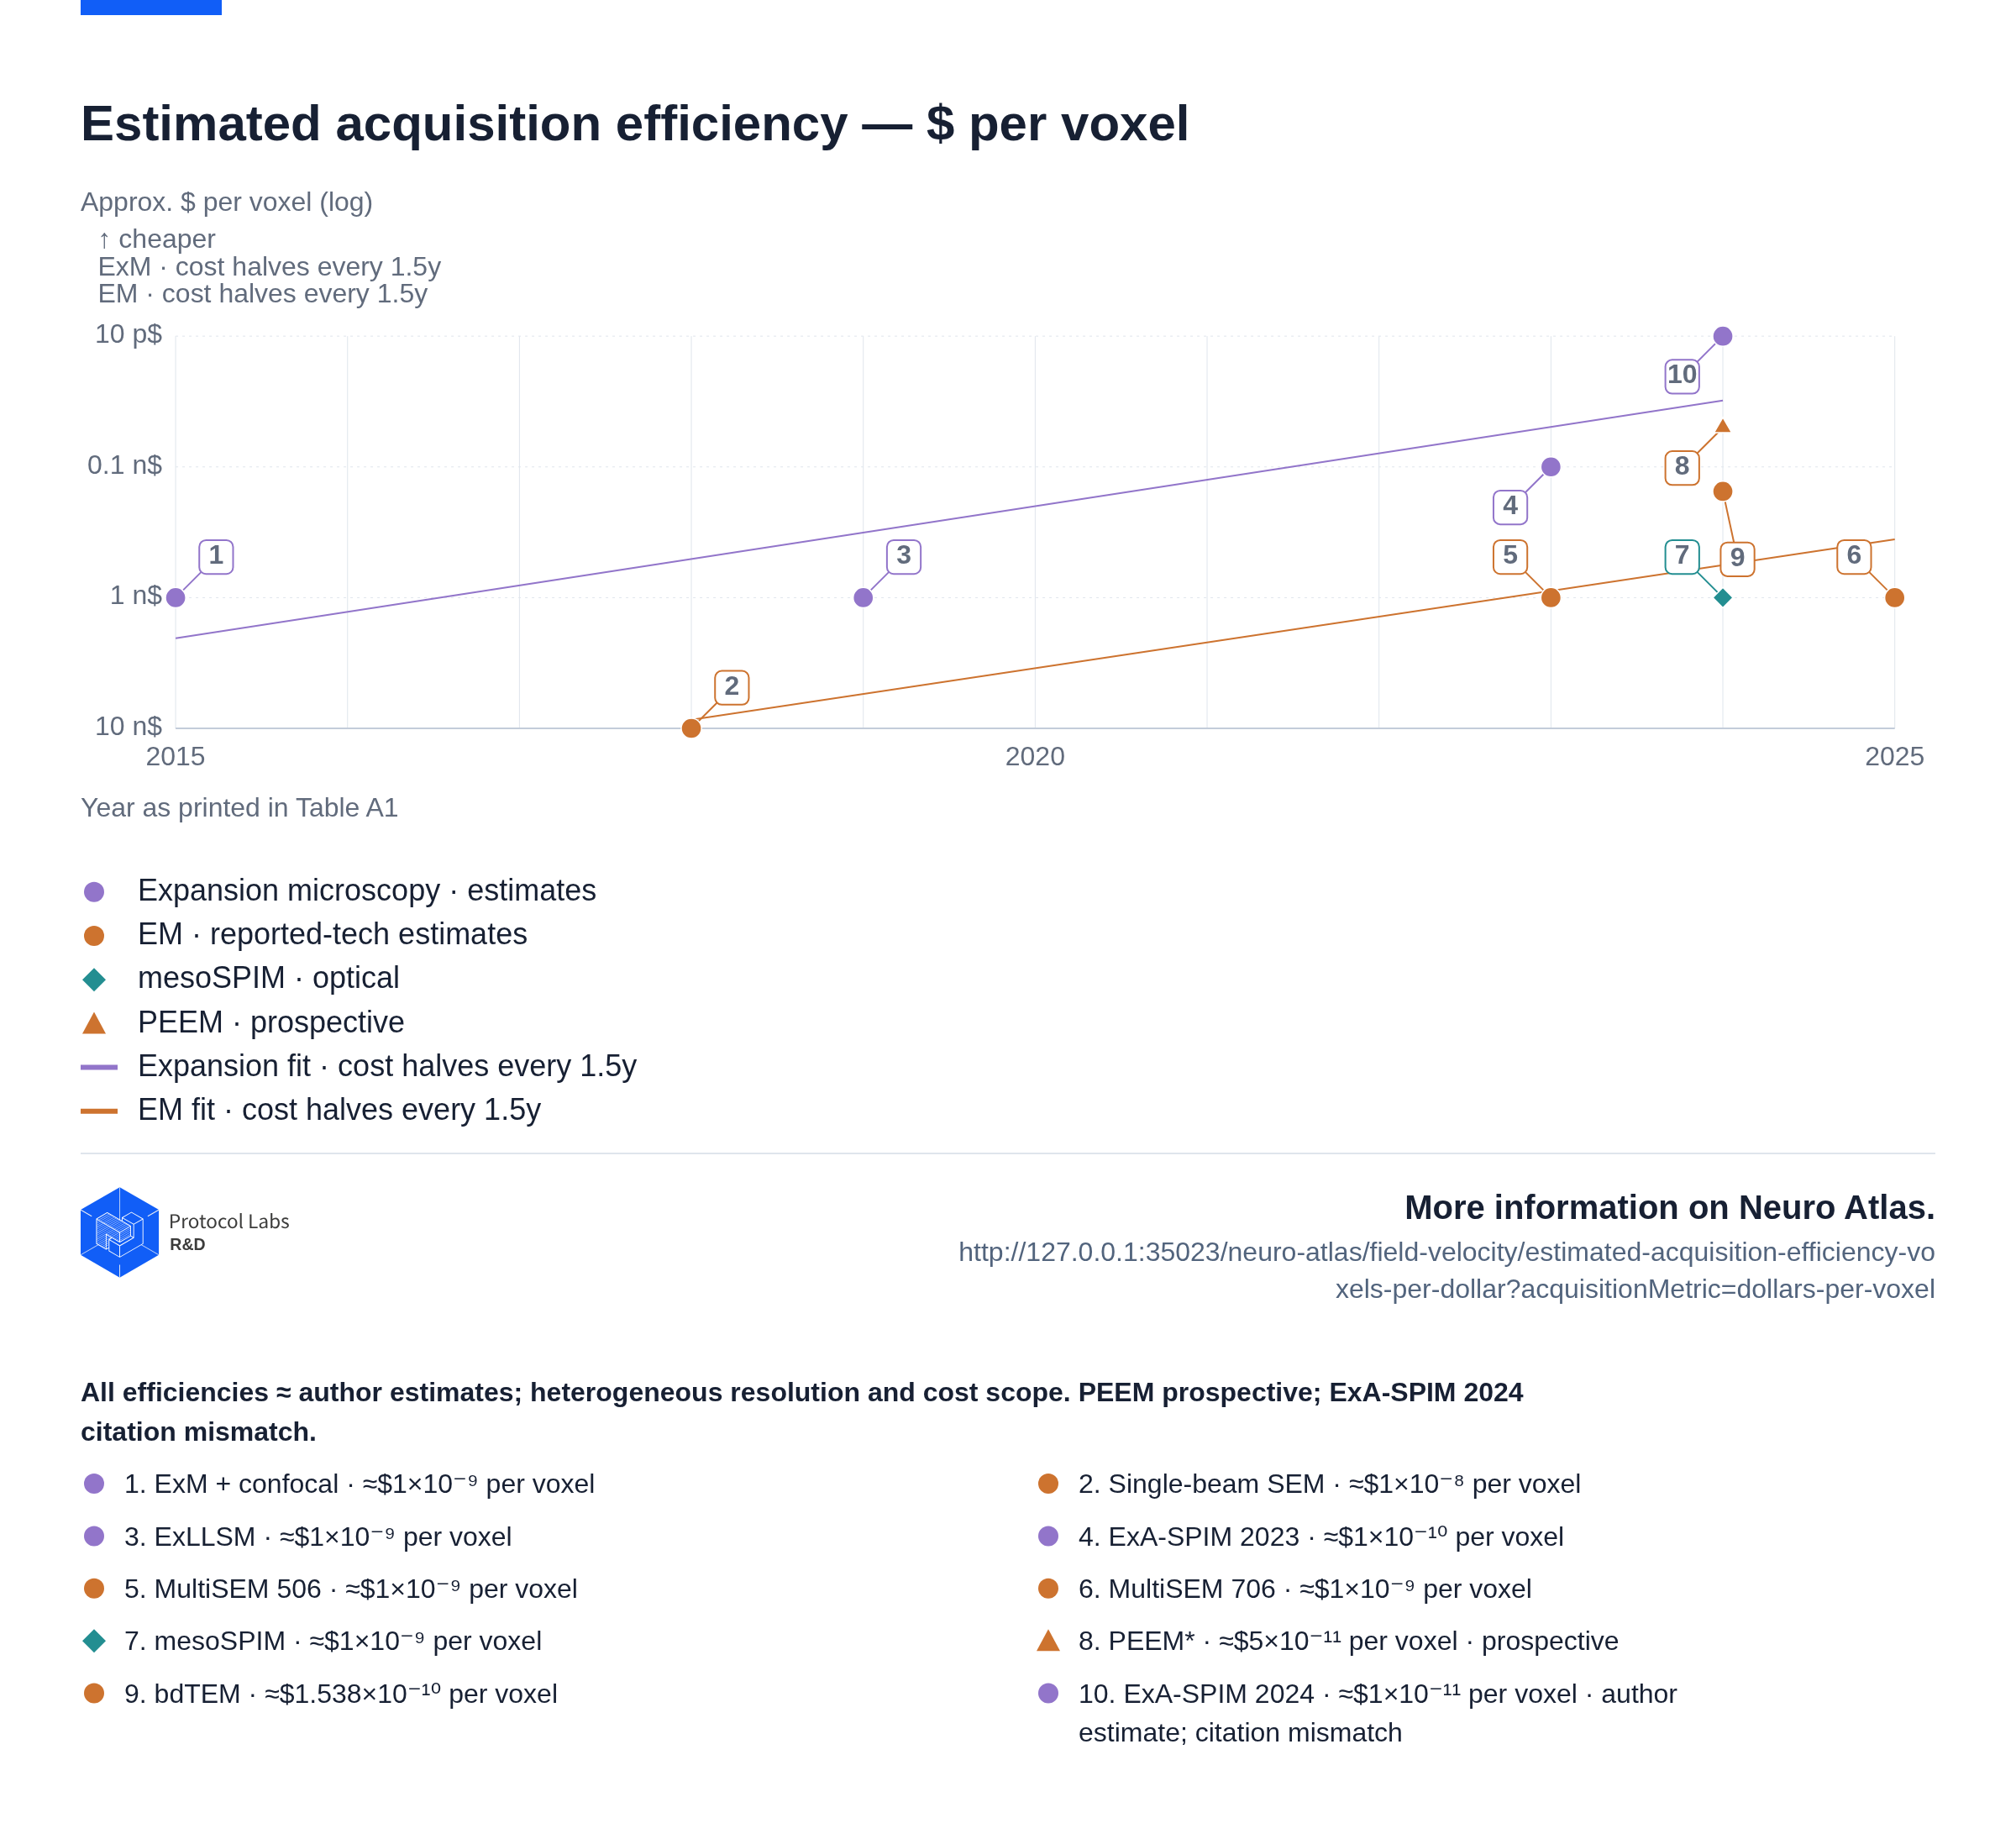 Estimated acquisition efficiency — $ per voxel
Approx. $ per voxel (log)
↑ cheaper
ExM · cost halves every 1.5y
EM · cost halves every 1.5y
10 p$
10
0.1 n$
8
4
1
3
5
7
9
6
1 n$
2
10 n$
2015
2020
2025
Year as printed in Table A1
Expansion microscopy · estimates
EM · reported-tech estimates
mesoSPIM · optical
PEEM · prospective
Expansion fit · cost halves every 1.5y
EM fit · cost halves every 1.5y
Protocol Labs
R&D
More information on Neuro Atlas.
http://127.0.0.1:35023/neuro-atlas/field-velocity/estimated-acquisition-efficiency-vo
xels-per-dollar?acquisitionMetric=dollars-per-voxel
All efficiencies ≈ author estimates; heterogeneous resolution and cost scope. PEEM prospective; ExA-SPIM 2024
citation mismatch.
1. ExM + confocal · ≈$1×10⁻⁹ per voxel
2. Single-beam SEM · ≈$1×10⁻⁸ per voxel
3. ExLLSM · ≈$1×10⁻⁹ per voxel
4. ExA-SPIM 2023 · ≈$1×10⁻¹⁰ per voxel
5. MultiSEM 506 · ≈$1×10⁻⁹ per voxel
6. MultiSEM 706 · ≈$1×10⁻⁹ per voxel
7. mesoSPIM · ≈$1×10⁻⁹ per voxel
8. PEEM* · ≈$5×10⁻¹¹ per voxel · prospective
9. bdTEM · ≈$1.538×10⁻¹⁰ per voxel
10. ExA-SPIM 2024 · ≈$1×10⁻¹¹ per voxel · author
estimate; citation mismatch